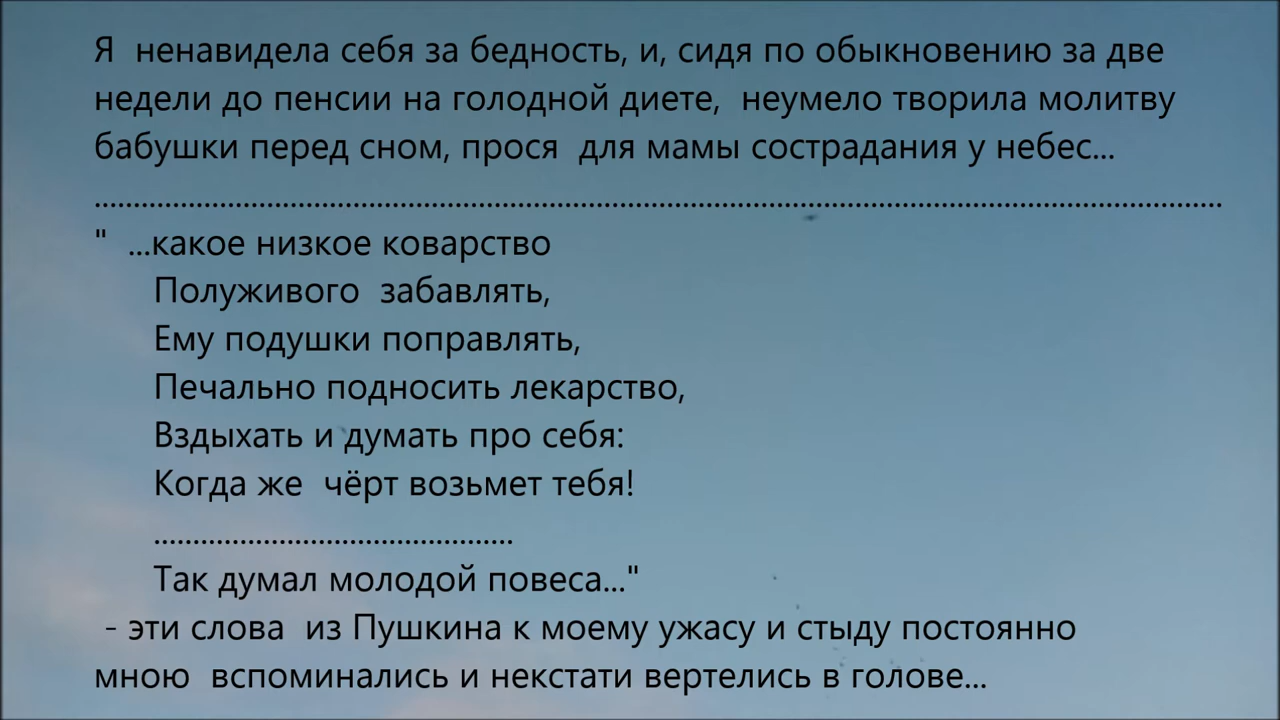 Я  ненавидела себя за бедность, и, сидя по обыкновению за две
недели до пенсии на голодной диете,  неумело творила молитву
бабушки перед сном, прося  для мамы сострадания у небес...
................................................................................................................................................
"  ...какое низкое коварство
Полуживого  забавлять,
Ему подушки поправлять,
Печально подносить лекарство,
Вздыхать и думать про себя:
Когда же  чёрт возьмет тебя!
..............................................
Так думал молодой повеса..."
- эти слова  из Пушкина к моему ужасу и стыду постоянно
мною  вспоминались и некстати вертелись в голове...